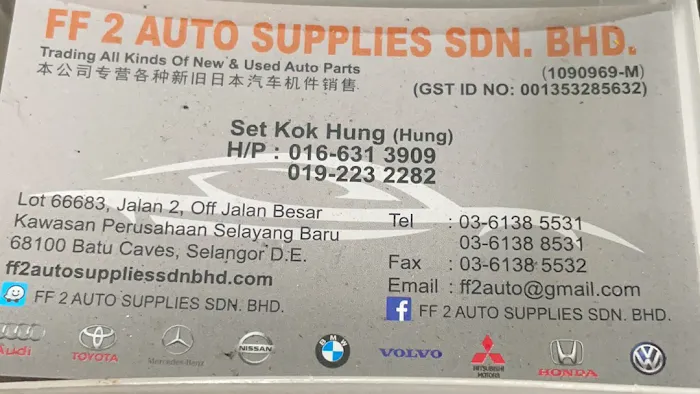 FF 2 AUTO SUPPLIES SDN. BHD.
Trading All Kinds Of New & Used Auto Parts
本公司专营各种新旧日本汽车机件销售
(1090969-M)
(GST ID NO: 001353285632)
Set Kok Hung (Hung)
H/P : 016-631 3909
019-223 2282
Lot 66683, Jalan 2, Off Jalan Besar
Kawasan Perusahaan Selayang Baru
68100 Batu Caves, Selangor D.E.
ff2autosuppliessdnbhd.com
FF 2 AUTO SUPPLIES SDN. BHD.
Tel : 03-6138 5531
03-6138 8531
Fax : 03-6138 5532
Email : ff2auto@gmail.com
f FF 2 AUTO SUPPLIES SDN. BHD.
Audi
TOYOTA
Mercedes-Benz
NISSAN
BMW
VOLVO
MITSUBISHI
MOTORS
HONDA